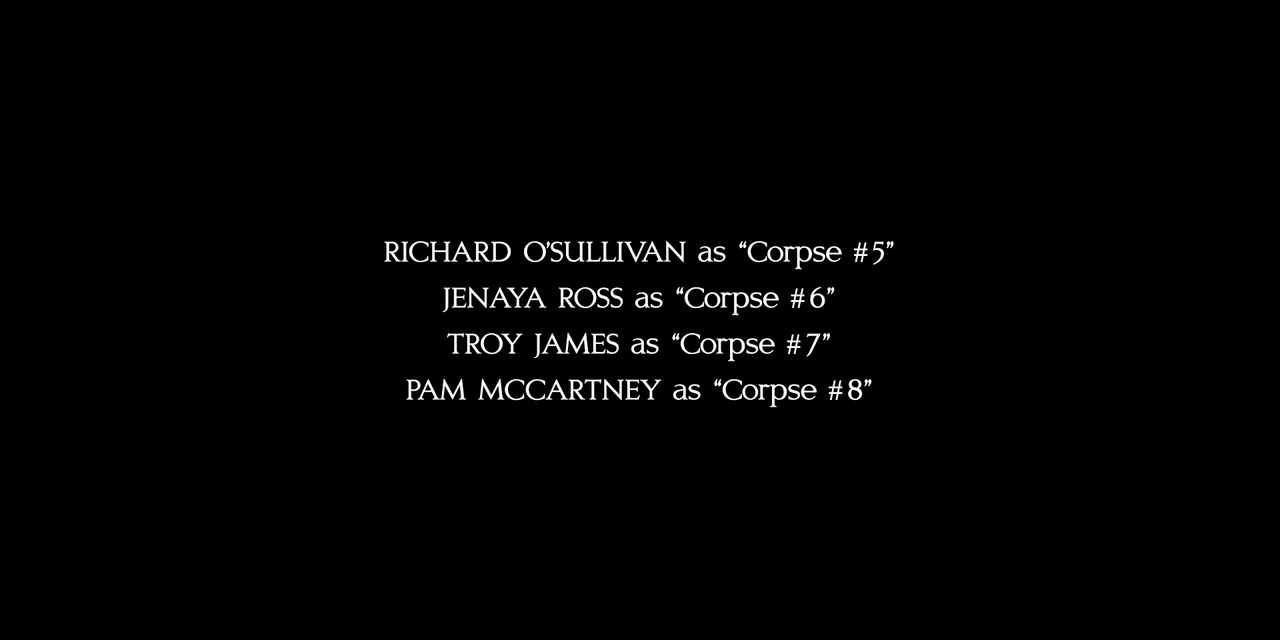 RICHARD O’SULLIVAN as “Corpse #5”
JENAYA ROSS as “Corpse #6”
TROY JAMES as “Corpse #7”
PAM MCCARTNEY as “Corpse #8”